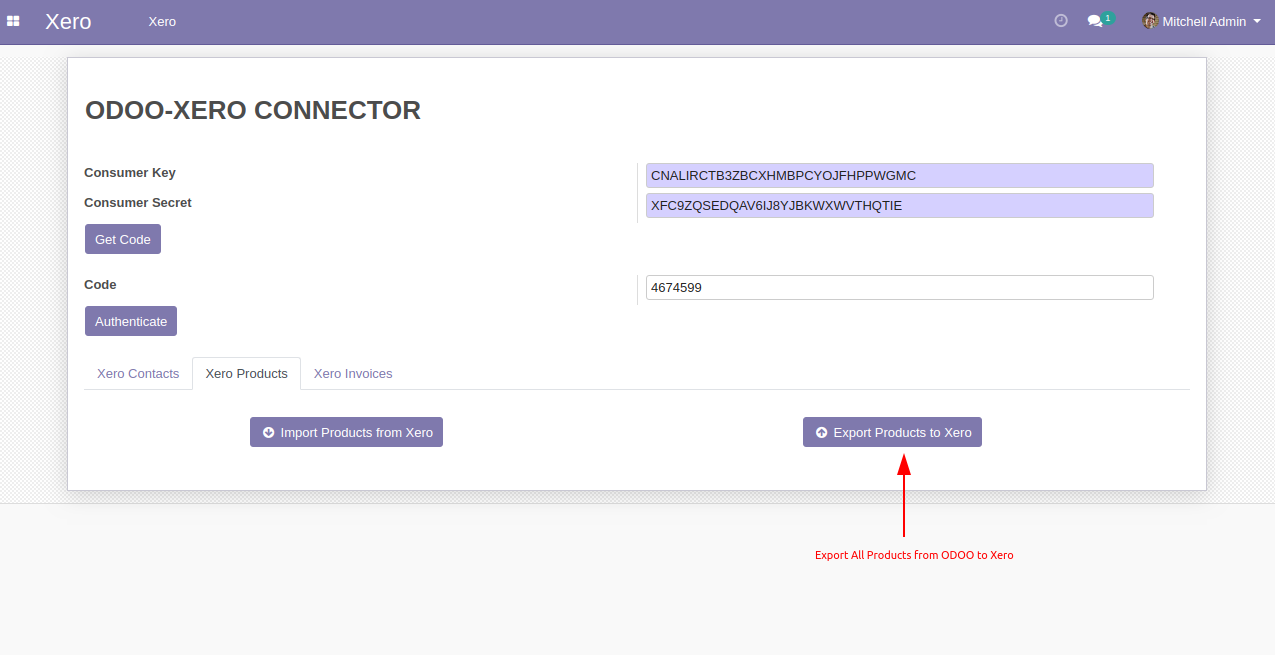 Xero
Xero
1
Mitchell Admin
ODOO-XERO CONNECTOR
Consumer Key
CNALIRCTB3ZBCXHMBPCYOJFHPPWGMC
Consumer Secret
XFC9ZQSEDQAV6IJ8YJBKWXWVTHQTIE
Get Code
Code
4674599
Authenticate
Xero Contacts
Xero Products
Xero Invoices
Import Products from Xero
Export Products to Xero
Export All Products from ODOO to Xero